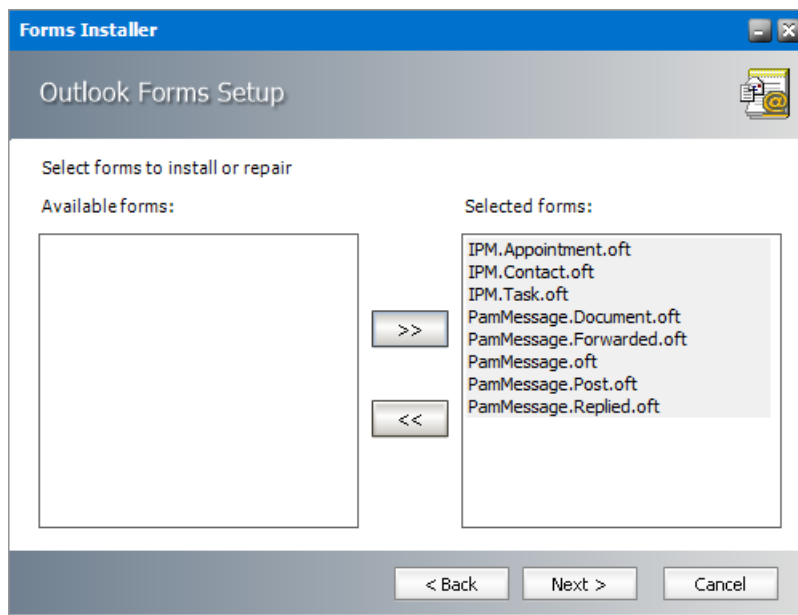 Forms Installer
Outlook Forms Setup
Select forms to install or repair
Available forms:
Selected forms:
IPM.Appointment.oft
IPM.Contact.oft
IPM.Task.oft
PamMessage.Document.oft
PamMessage.Forwarded.oft
PamMessage.oft
PamMessage.Post.oft
PamMessage.Replied.oft
>>
<<
< Back
Next >
Cancel